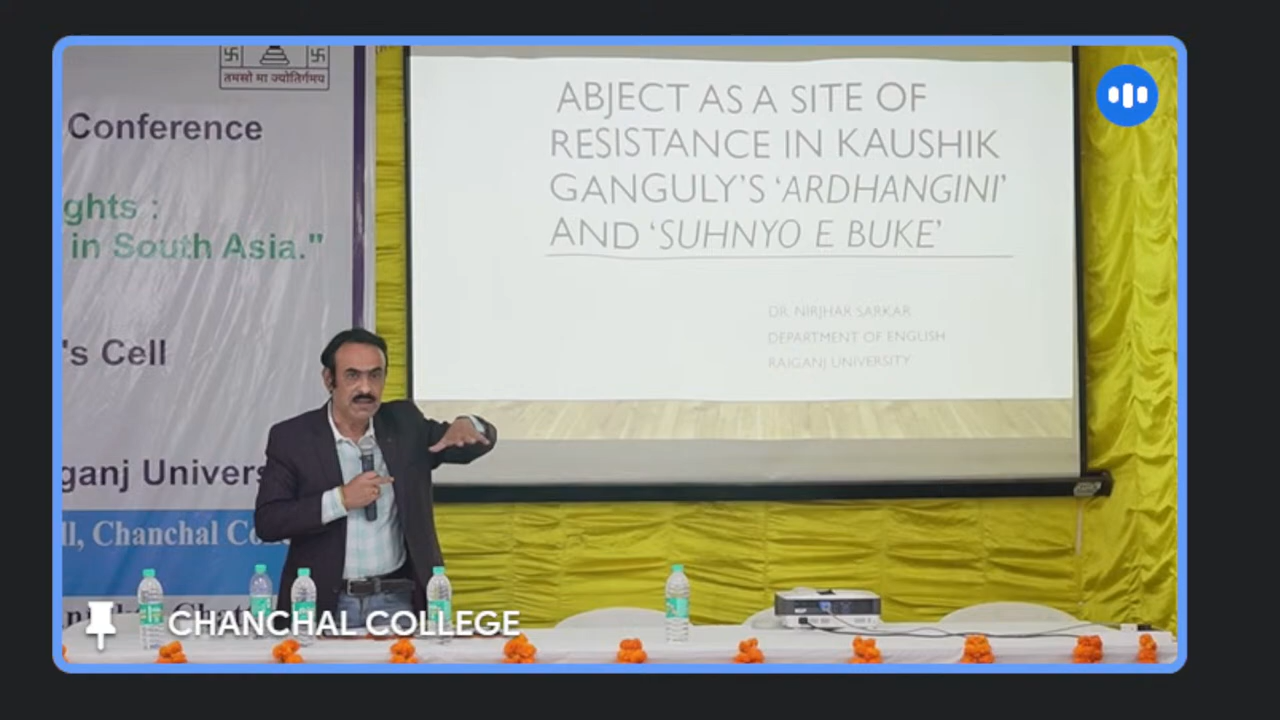 तमसो मा ज्योतिर्गमय
Conference
ghts :
in South Asia."
's Cell
ganj Univers
ll, Chanchal Co
ABJECT AS A SITE OF
RESISTANCE IN KAUSHIK
GANGULY'S 'ARDHANGINI'
AND 'SUHNYO E BUKE'
DR. NIRJHAR SARKAR
DEPARTMENT OF ENGLISH
RAIGANJ UNIVERSITY
CHANCHAL COLLEGE